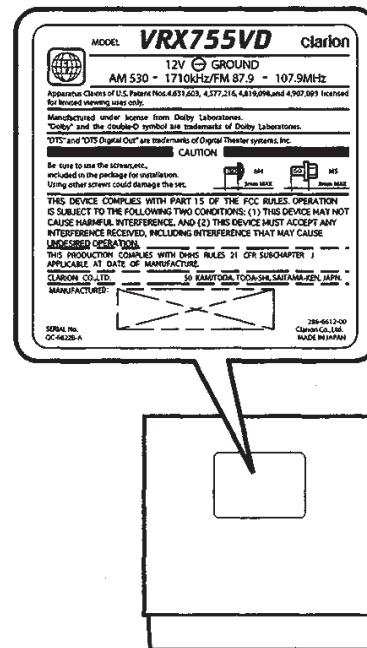 MODEL VRX755VD clarion
12V ⊖ GROUND
AM 530 - 1710kHz/FM 87.9 - 107.9MHz
Apparatus Claims of U.S. Patent Nos.4,631,603, 4,577,216, 4,819,098, and 4,907,093 licensed
for limited viewing uses only.
Manufactured under license from Dolby Laboratories.
"Dolby" and the double-D symbol are trademarks of Dolby Laboratories.
"DTS" and "DTS Digital Out" are trademarks of Digital Theater systems, Inc.
CAUTION
Be sure to use the screws,etc.,
included in the package for installation.
Using other screws could damage the set.
M4
M5
3mm MAX
3mm MAX
THIS DEVICE COMPLIES WITH PART 15 OF THE FCC RULES. OPERATION
IS SUBJECT TO THE FOLLOWING TWO CONDITIONS: (1) THIS DEVICE MAY NOT
CAUSE HARMFUL INTERFERENCE, AND (2) THIS DEVICE MUST ACCEPT ANY
INTERFERENCE RECEIVED, INCLUDING INTERFERENCE THAT MAY CAUSE
UNDESIRED OPERATION.
THIS PRODUCTION COMPLIES WITH DHHS RULES 21 CFR SUBCHAPTER J
APPLICABLE AT DATE OF MANUFACTURE.
CLARION CO.,LTD. 50 KAMITODA, TODA-SHI, SAITAMA-KEN, JAPN.
MANUFACTURED:
SERIAL No.
QC-6622B-A
286-6612-00
Clarion Co., Ltd.
MADE IN JAPAN